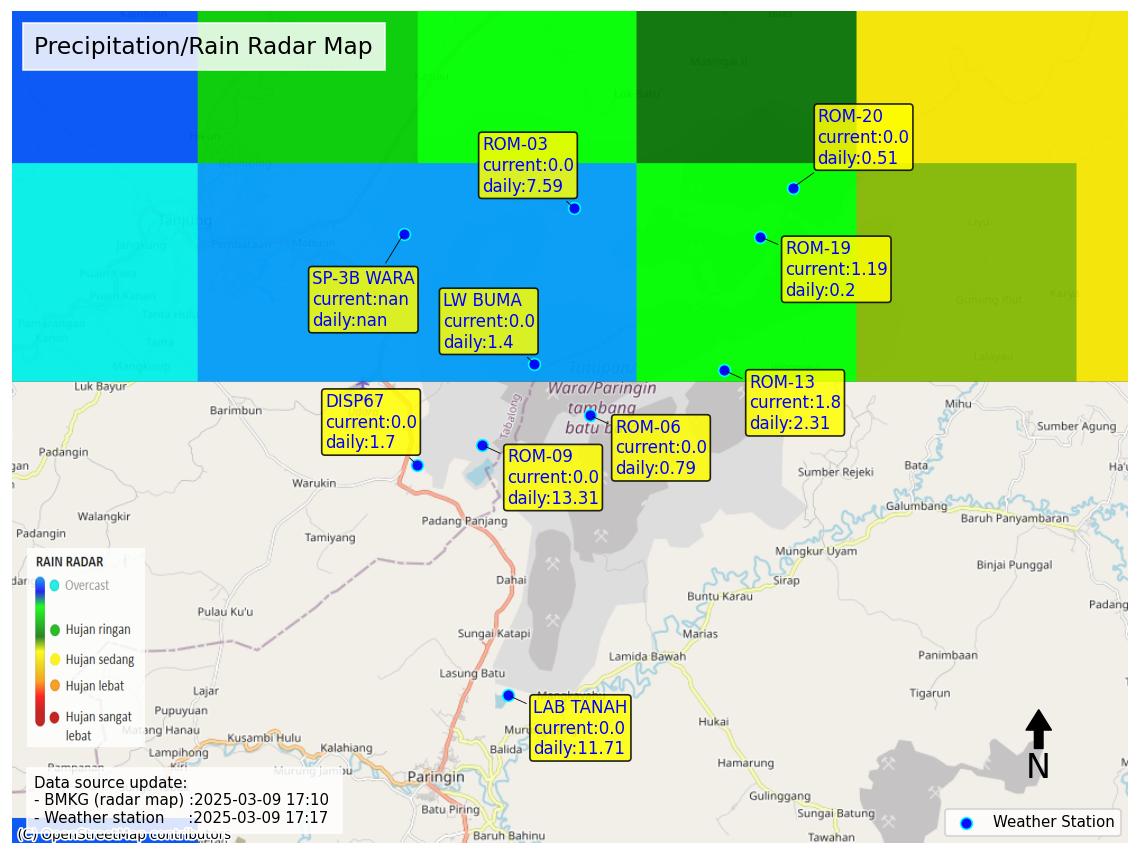 Precipitation/Rain Radar Map
ROM-20
current:0.0
daily:0.51
ROM-03
current:0.0
daily:7.59
ROM-19
current:1.19
daily:0.2
SP-3B WARA
current:nan
daily:nan
LW BUMA
current:0.0
daily:1.4
Tanjung
Wara/Paringin
tambang
Tabalong
ROM-13
current:1.8
daily:2.31
DISP67
current:0.0
daily:1.7
ROM-06
current:0.0
daily:0.79
ROM-09
current:0.0
daily:13.31
Luk Bayur
Barimbun
Mihu
Sumber Agung
Padangin
Bata
Sumber Rejeki
Warukin
Galumbang
Walangkir
Padang Panjang
Baruh Panyambaran
Padangin
Tamiyang
Mungkur Uyam
Binjai Punggal
Dahai
Sirap
Buntu Karau
Padang
Pulau Ku'u
Sungai Katapi
Marias
Lamida Bawah
Panimbaan
Lasung Batu
Lajar
Tigarun
Pupuyuan
Hukai
Matang Hanau
Kusambi Hulu
Lampihong
Kiri
Kalahiang
Balida
Hamarung
Murung Jambu
Paringin
Gulinggang
Batu Piring
Sungai Batung
Baruh Bahinu
Tawahan
LAB TANAH
current:0.0
daily:11.71
RAIN RADAR
Overcast
Hujan ringan
Hujan sedang
Hujan lebat
Hujan sangat
lebat
Data source update:
- BMKG (radar map) :2025-03-09 17:10
- Weather station :2025-03-09 17:17
(C) OpenStreetMap contributors
N
Weather Station